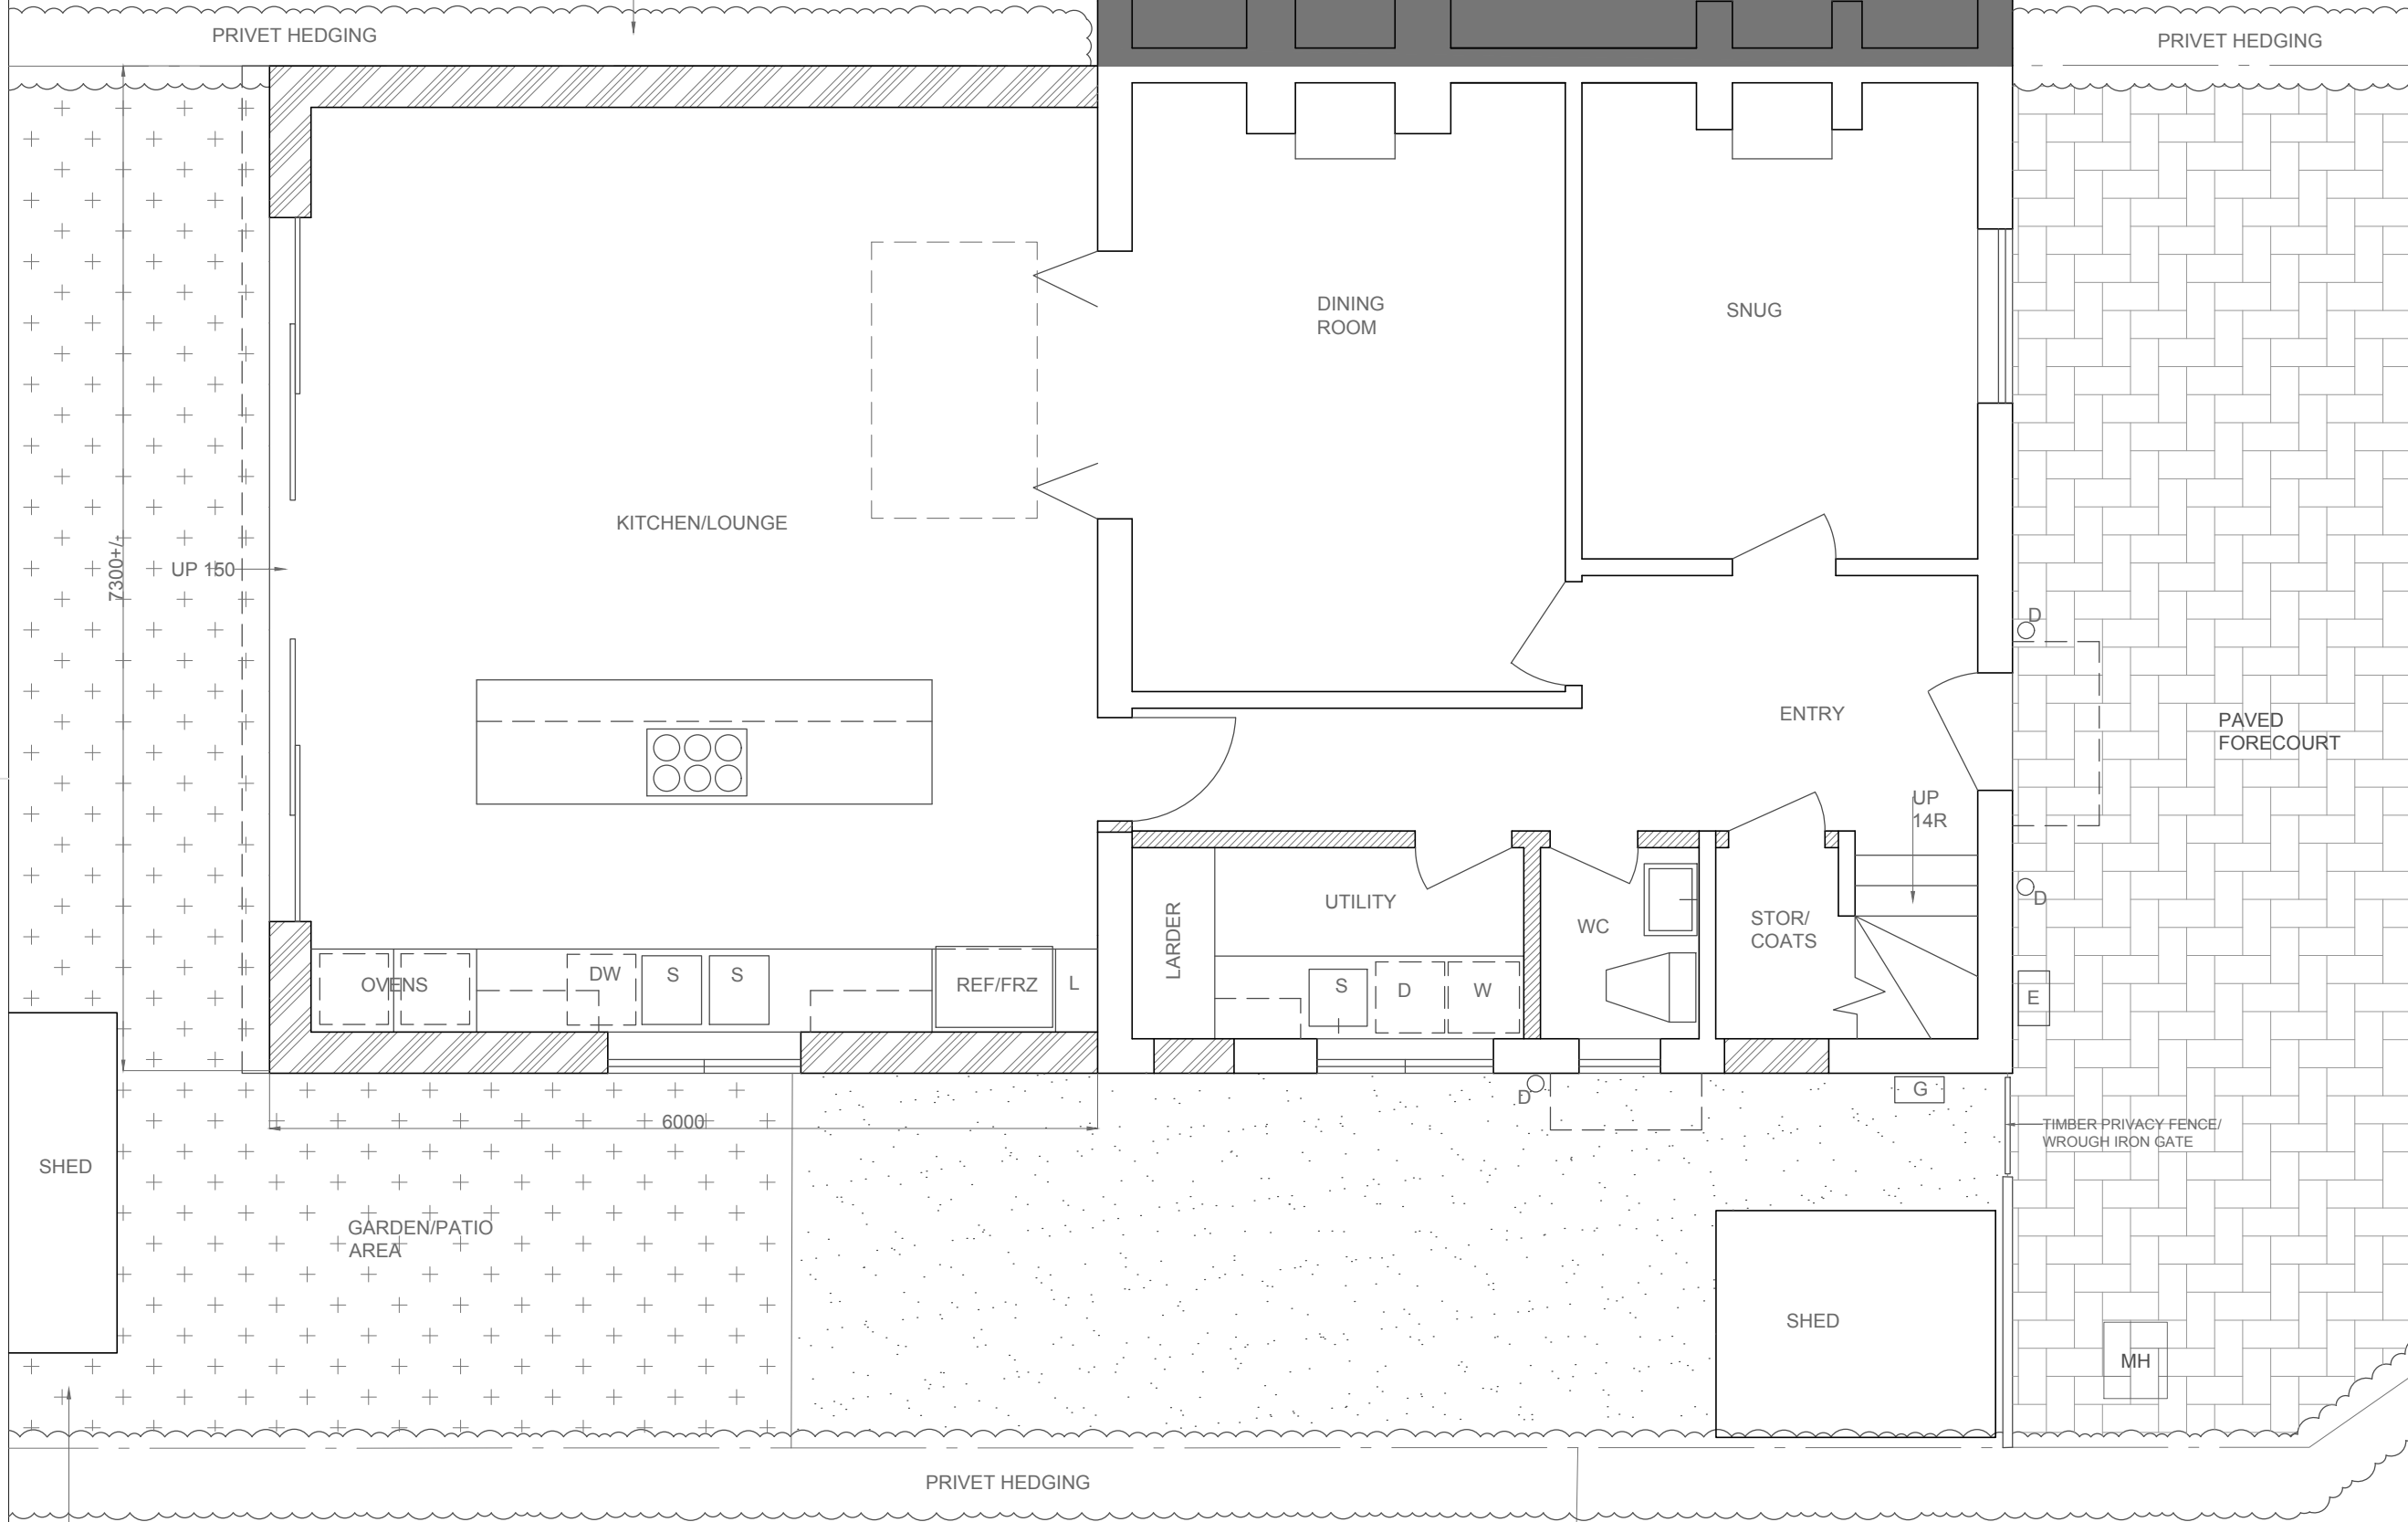 PRIVET HEDGING
PRIVET HEDGING
DINING
ROOM
SNUG
KITCHEN/LOUNGE
7300+/-
UP 150
D
ENTRY
PAVED
FORECOURT
UP
14R
D
LARDER
UTILITY
WC
STOR/
COATS
OVENS
DW
S
S
REF/FRZ
L
S
D
W
E
D
G
6000
TIMBER PRIVACY FENCE/
WROUGH IRON GATE
SHED
GARDEN/PATIO
AREA
SHED
MH
PRIVET HEDGING